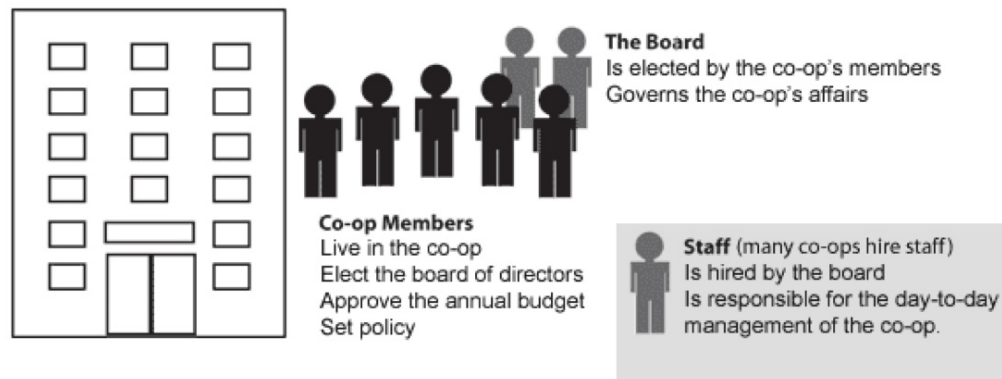 The Board
Is elected by the co-op's members
Governs the co-op's affairs
Co-op Members
Live in the co-op
Elect the board of directors
Approve the annual budget
Set policy
Staff (many co-ops hire staff)
Is hired by the board
Is responsible for the day-to-day
management of the co-op.